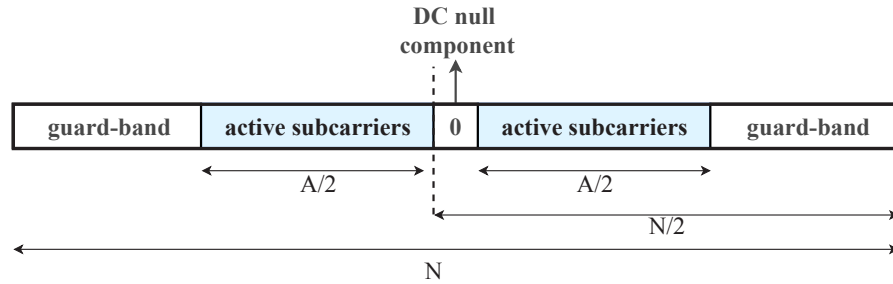 DC null
component
guard-band active subcarriers 0 active subcarriers guard-band
A/2 A/2
N/2
N